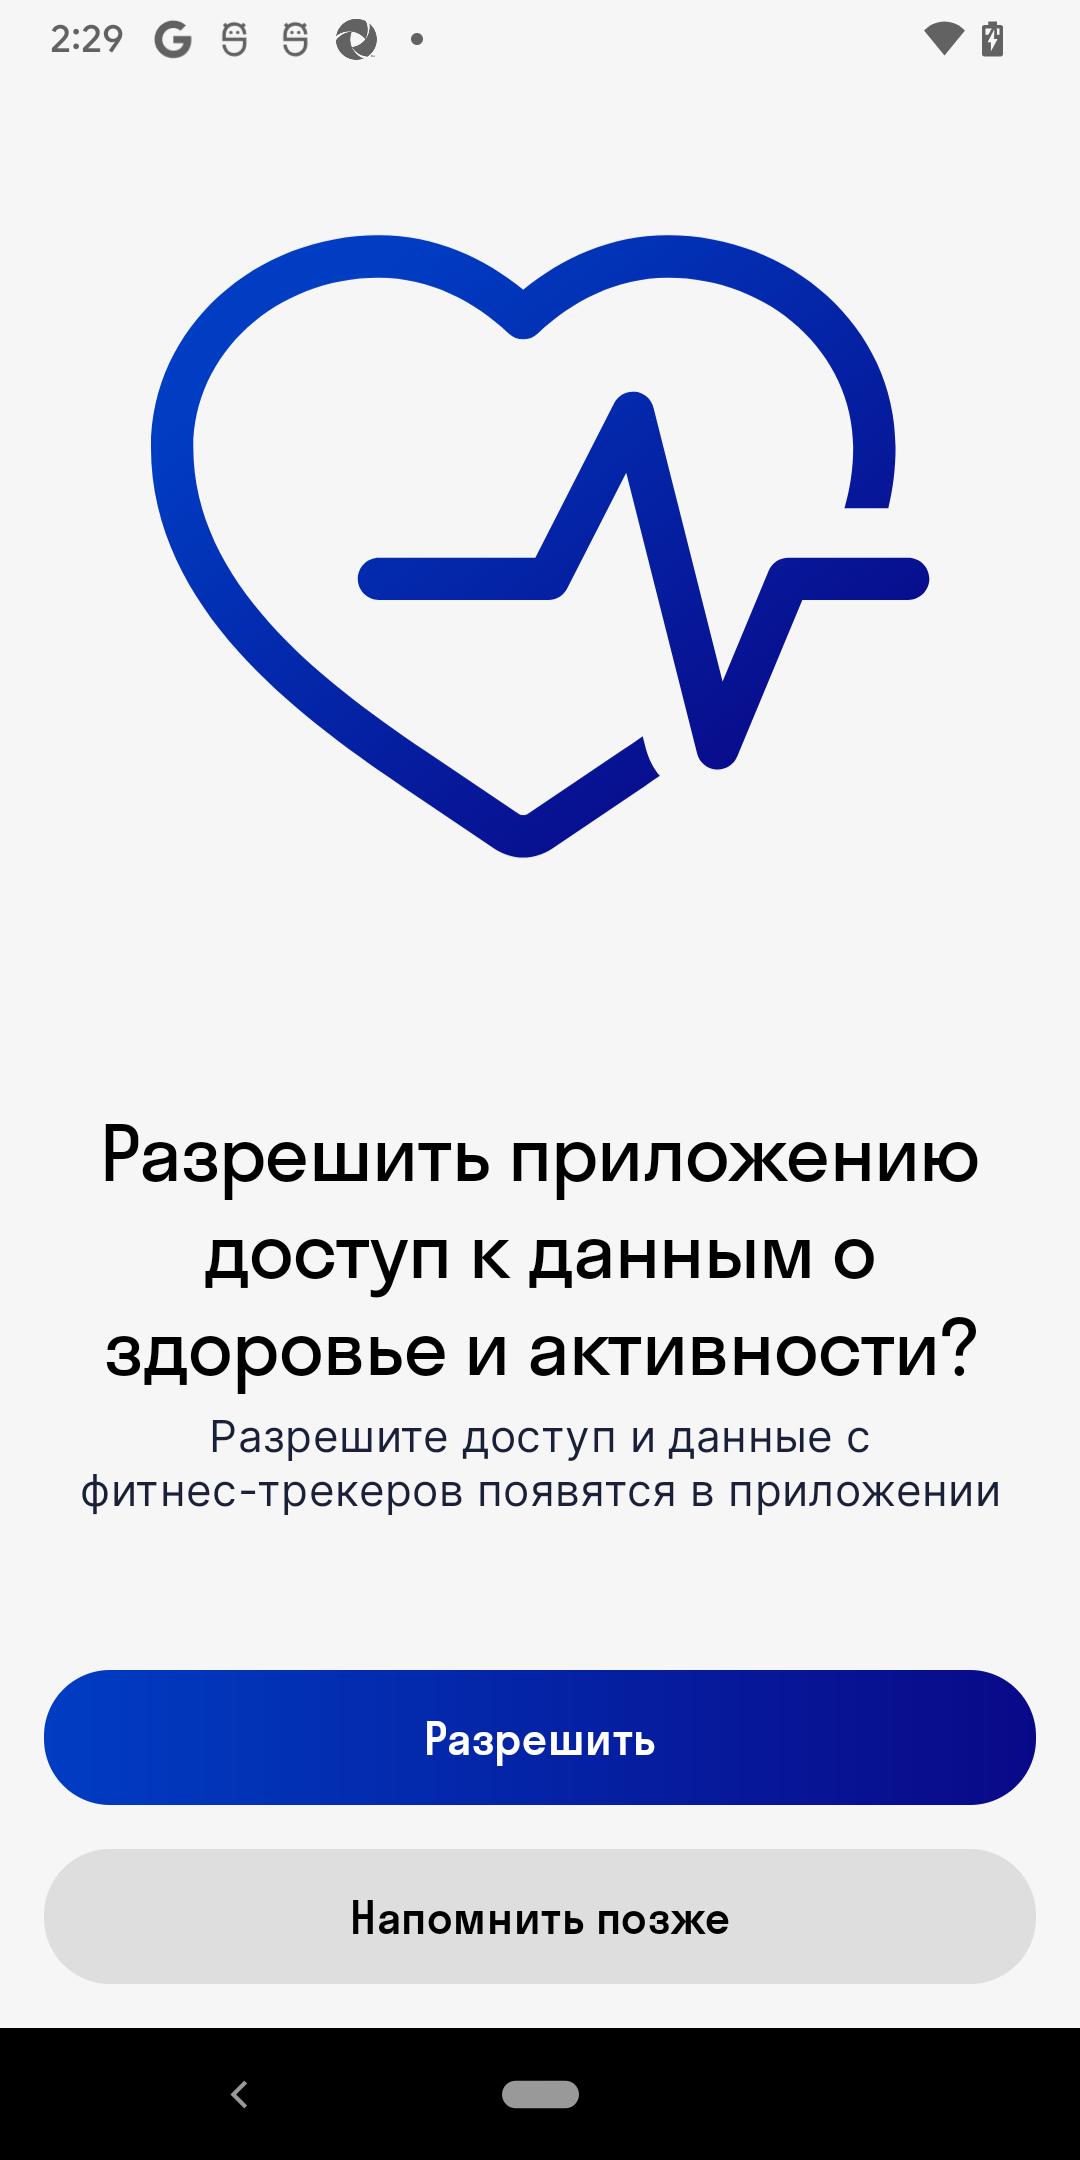 2:29
Разрешить приложению
доступ к данным о
здоровье и активности?
Разрешите доступ и данные с
фитнес-трекеров появятся в приложении
Разрешить
Напомнить позже